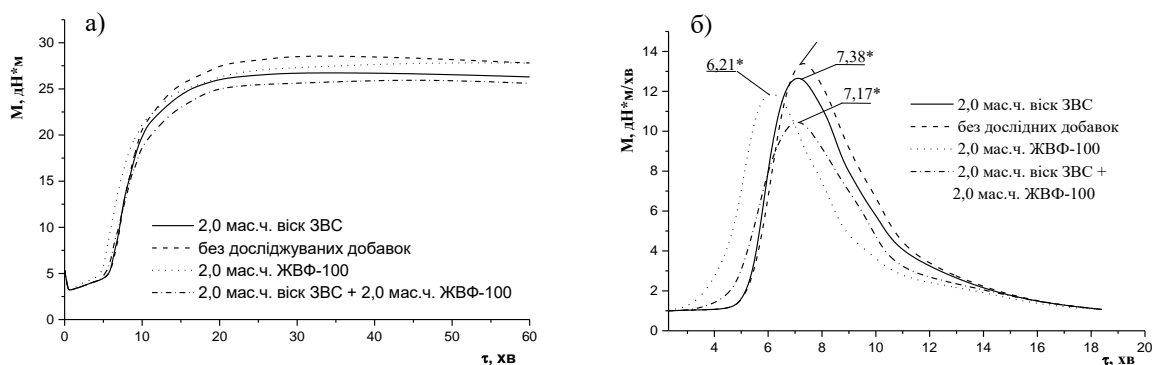 а)
М, дН*м
30
25
20
15
10
5
0
0 10 20 30 40 50 60
τ, хв
2,0 мас.ч. віск ЗВС
без досліджуваних добавок
2,0 мас.ч. ЖВФ-100
2,0 мас.ч. віск ЗВС + 2,0 мас.ч. ЖВФ-100
б)
М, дН*м/хв
14
12
10
8
6
4
2
0
4 6 8 10 12 14 16 18 20
τ, хв
6,21*
7,38*
7,17*
2,0 мас.ч. віск ЗВС
без дослідних добавок
2,0 мас.ч. ЖВФ-100
2,0 мас.ч. віск ЗВС +
2,0 мас.ч. ЖВФ-100